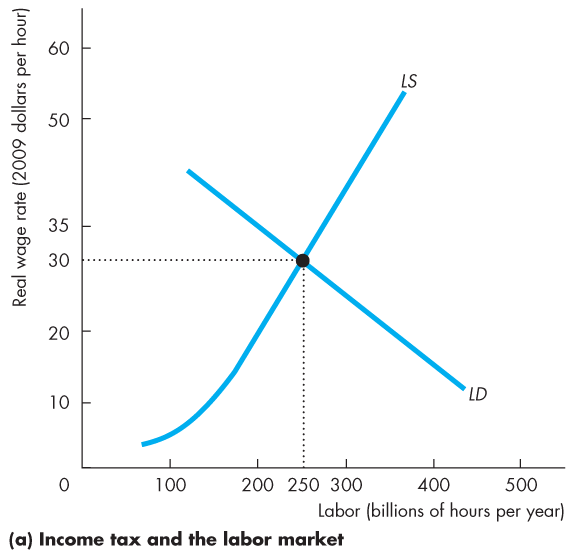 Real wage rate (2009 dollars per hour)
60
50
35
30
20
10
0
LS
LD
100 200 250 300 400 500
Labor (billions of hours per year)
(a) Income tax and the labor market